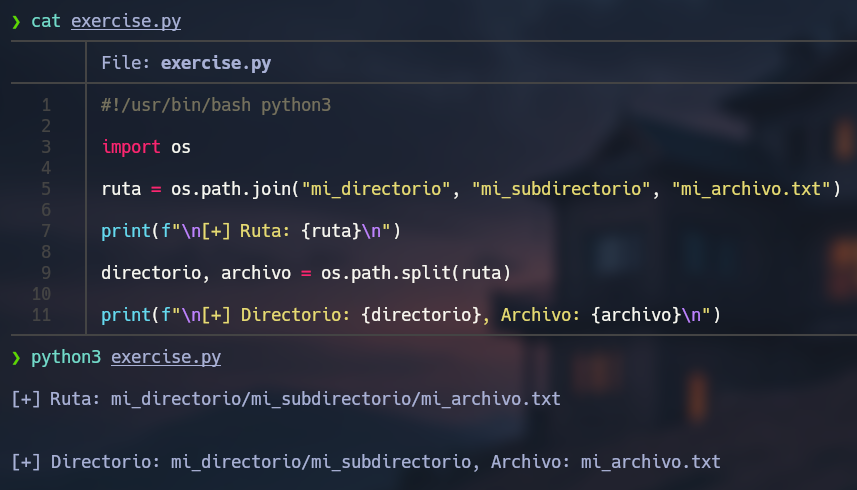 ❯ cat exercise.py
File: exercise.py
1 #!/usr/bin/bash python3
2
3 import os
4
5 ruta = os.path.join("mi_directorio", "mi_subdirectorio", "mi_archivo.txt")
6
7 print(f"\n[+] Ruta: {ruta}\n")
8
9 directorio, archivo = os.path.split(ruta)
10
11 print(f"\n[+] Directorio: {directorio}, Archivo: {archivo}\n")
❯ python3 exercise.py
[+] Ruta: mi_directorio/mi_subdirectorio/mi_archivo.txt
[+] Directorio: mi_directorio/mi_subdirectorio, Archivo: mi_archivo.txt